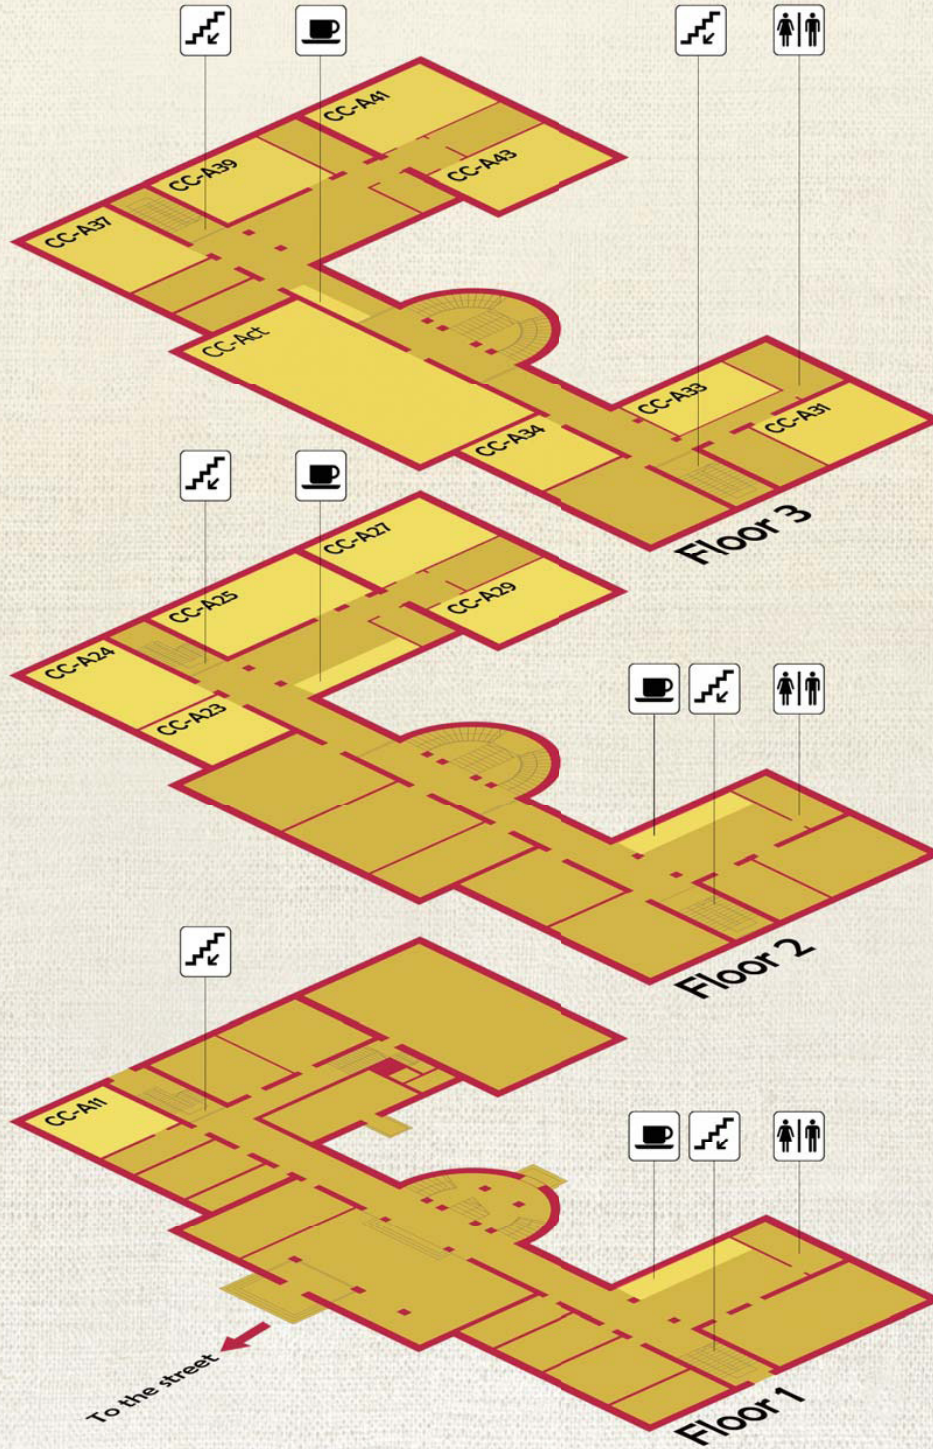 CC-A41
CC-A39
CC-A43
CC-A37
CC-Act
CC-A33
CC-A31
CC-A34
Floor 3
CC-A27
CC-A25
CC-A29
CC-A24
CC-A23
Floor 2
CC-A11
To the street
Floor 1